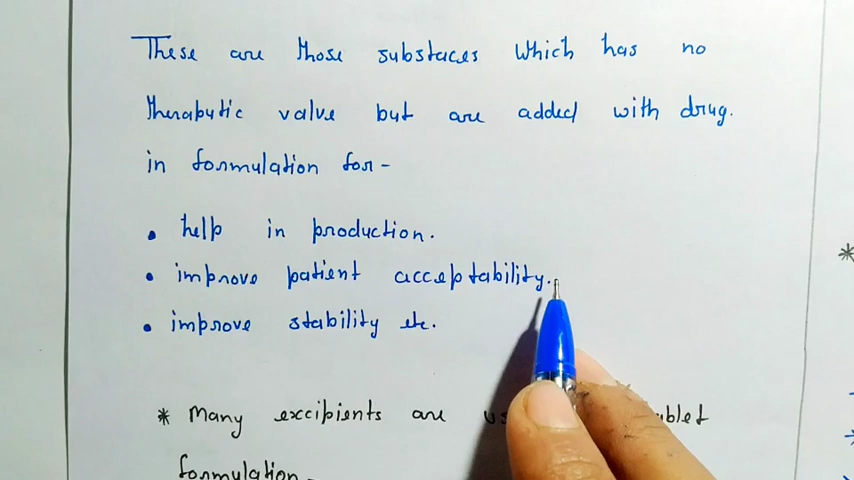 These are those substaces which has no
theraputic value but are added with drug.
in formulation for-
• help in production.
• improve patient acceptability.
• improve stability etc.
* Many excipients are
formulation
*